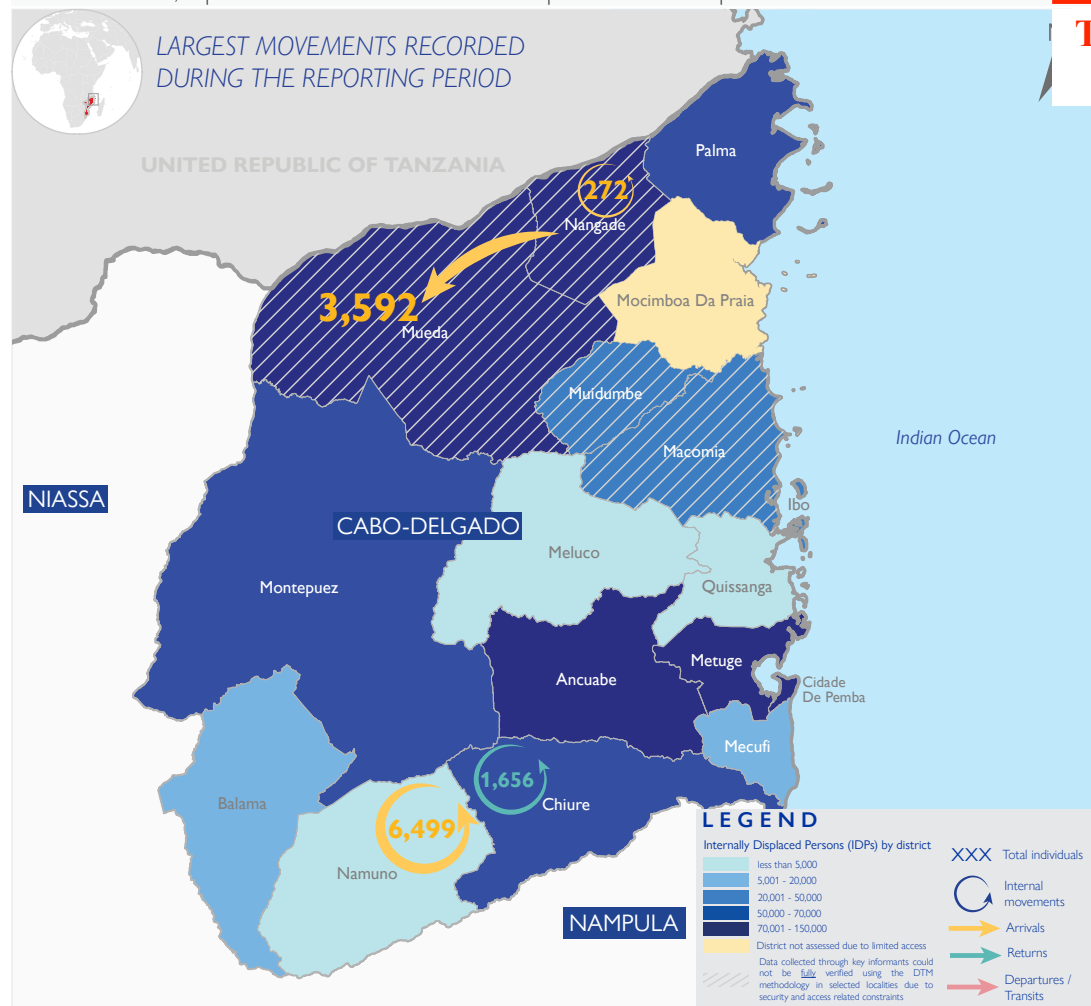 LARGEST MOVEMENTS RECORDED
DURING THE REPORTING PERIOD
T
UNITED REPUBLIC OF TANZANIA
Palma
272
Nangade
3,592
Mueda
Mocimboa Da Praia
Muidumbe
Macomia
Indian Ocean
NIASSA
Ibo
CABO-DELGADO
Meluco
Montepuez
Quissanga
Metuge
Ancuabe
Cidade
De Pemba
Mecufi
1,656
Balama
Chiure
6,499
Namuno
NAMPULA
LEGEND
Internally Displaced Persons (IDPs) by district
less than 5,000
5,001 - 20,000
20,001 - 50,000
50,000 - 70,000
70,001 - 150,000
District not assessed due to limited access
Data collected through key informants could
not be fully verified using the DTM
methodology in selected localities due to
security and access related constraints
XXX Total individuals
Internal
movements
Arrivals
Returns
Departures /
Transits